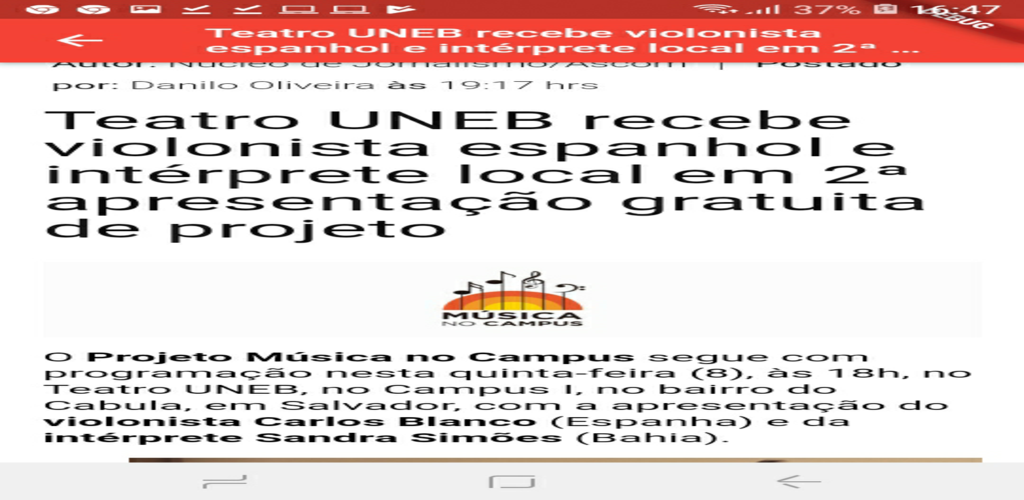 37% 16:47
DEBUG
Teatro UNEB recebe violonista
espanhol e intérprete local em 2ª ...
Autor: Núcleo de Jornalismo/Ascom | Postado
por: Danilo Oliveira às 19:17 hrs
Teatro UNEB recebe
violonista espanhol e
intérprete local em 2ª
apresentação gratuita
de projeto
MÚSICA
NO CAMPUS
O Projeto Música no Campus segue com
programação nesta quinta-feira (8), às 18h, no
Teatro UNEB, no Campus I, no bairro do
Cabula, em Salvador, com a apresentação do
violonista Carlos Blanco (Espanha) e da
intérprete Sandra Simões (Bahia).